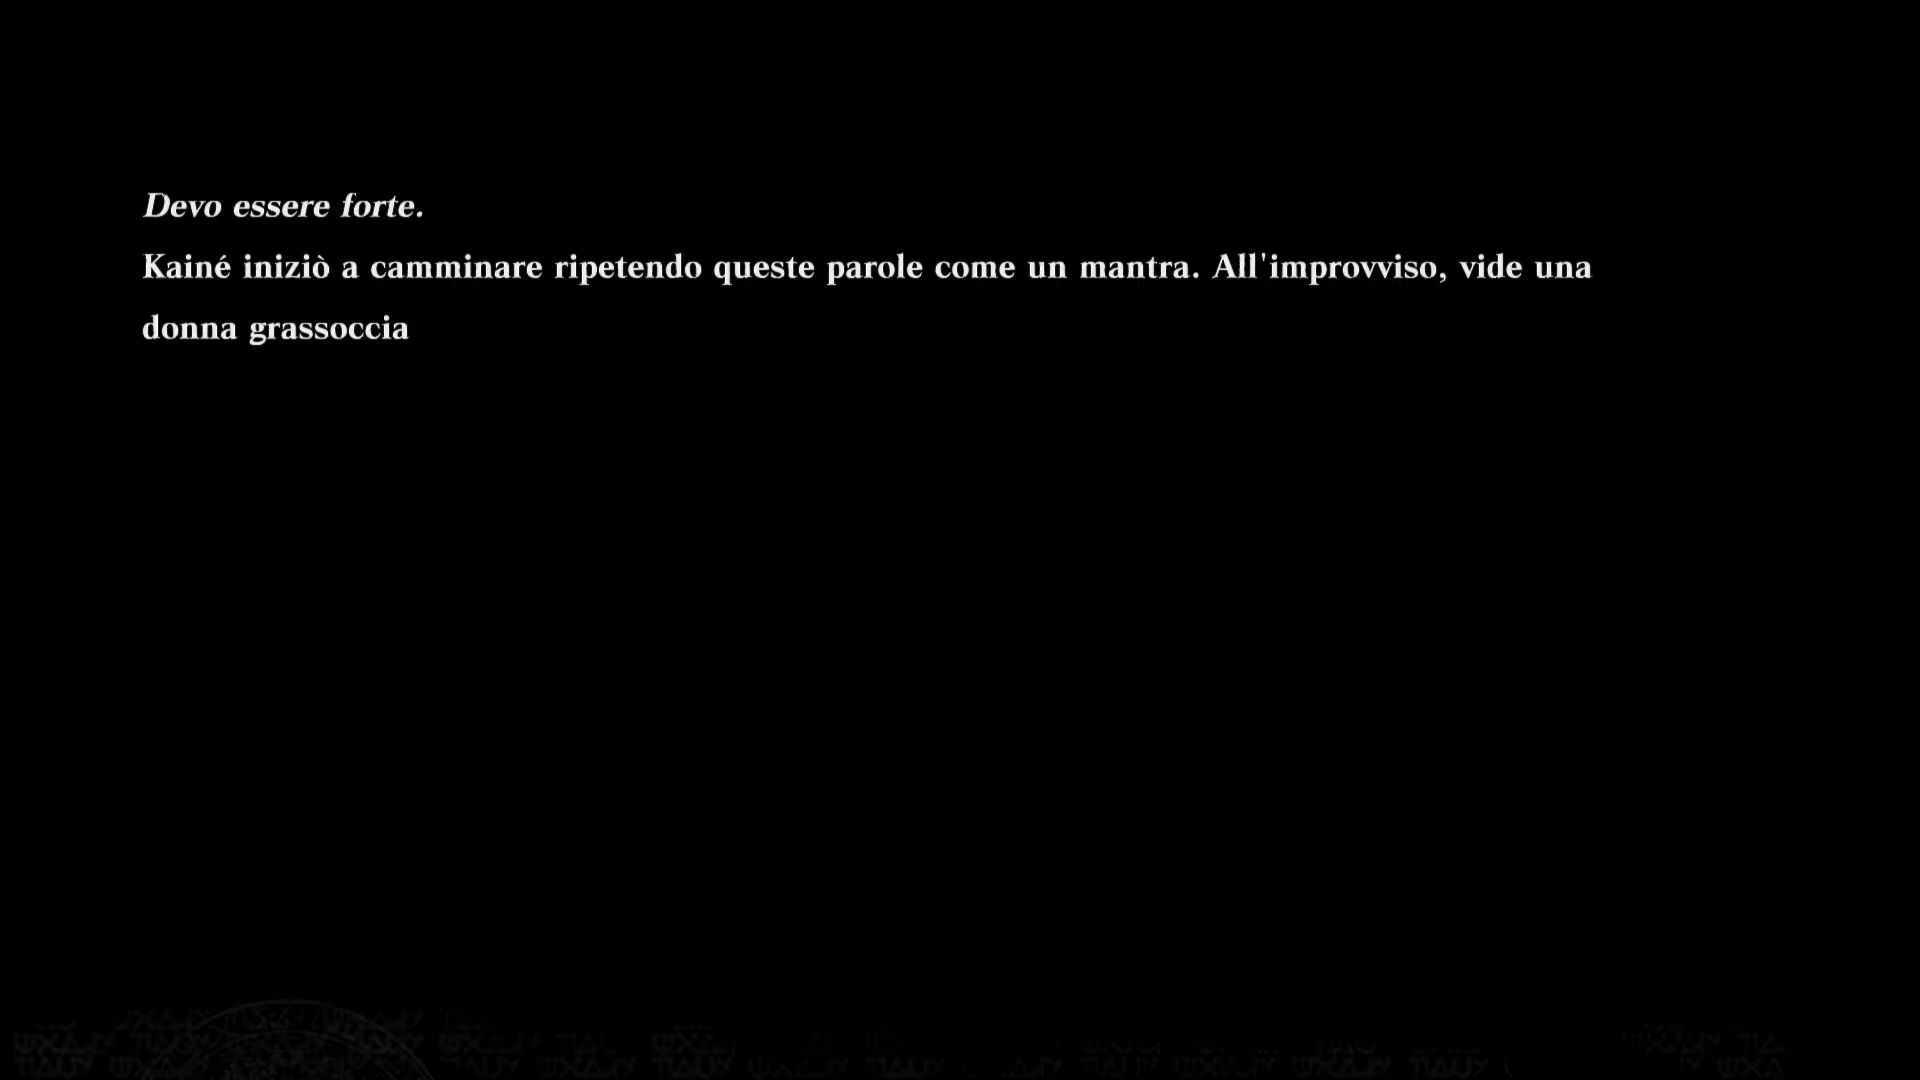 Devo essere forte.
Kainé iniziò a camminare ripetendo queste parole come un mantra. All'improvviso, vide una
donna grassoccia